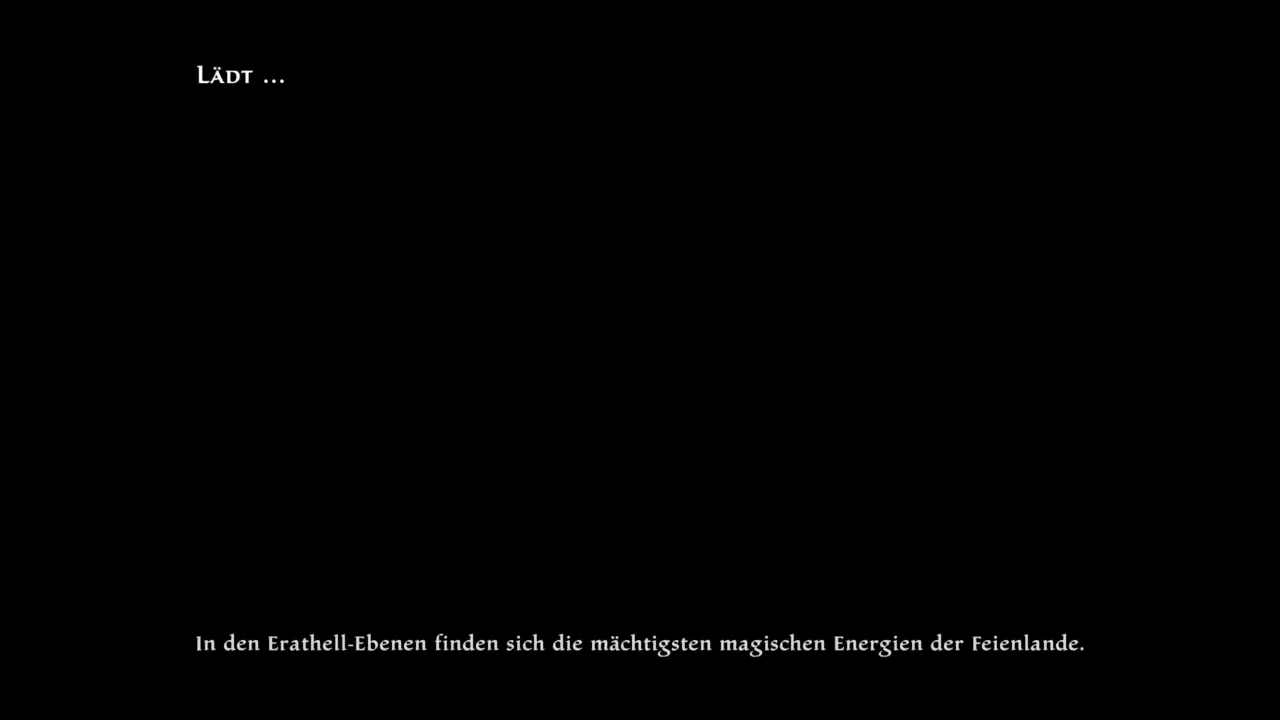 Lädt ...
In den Erathell-Ebenen finden sich die mächtigsten magischen Energien der Feienlande.